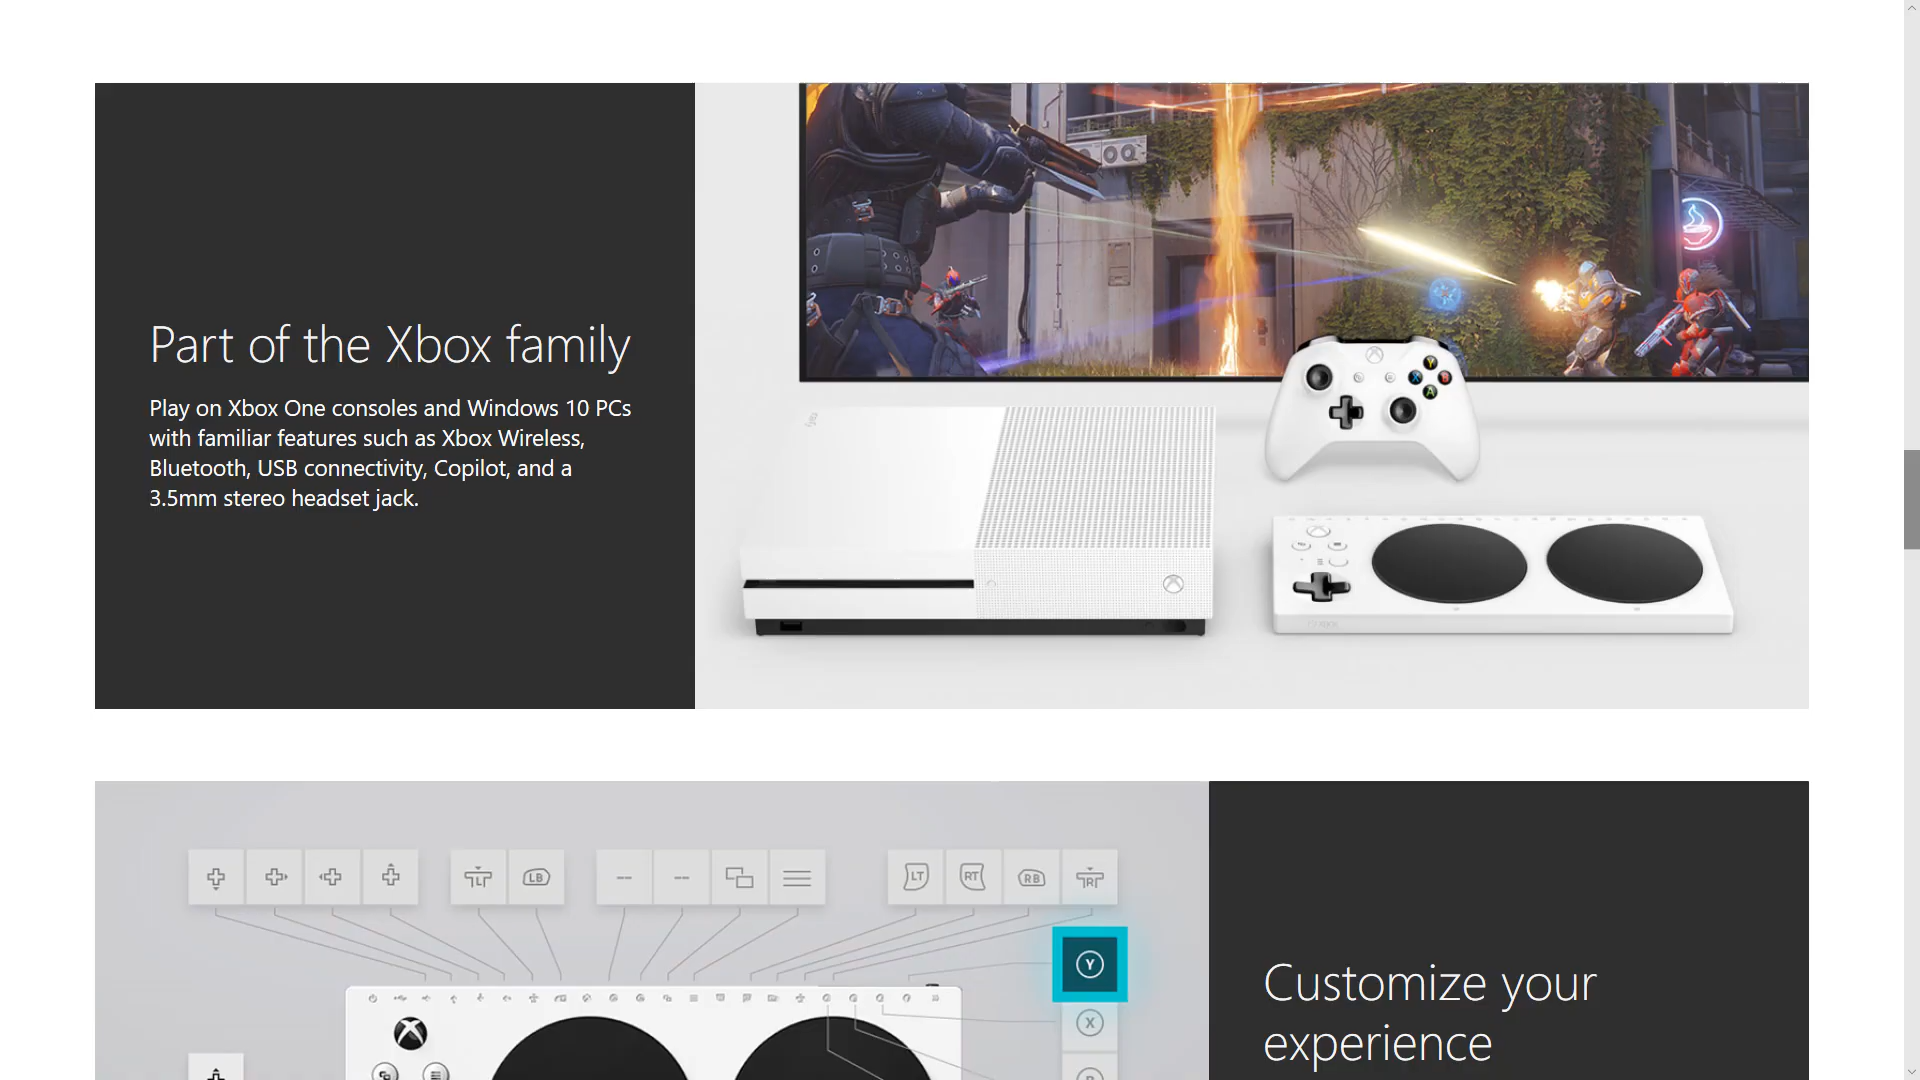 Part of the Xbox family
Play on Xbox One consoles and Windows 10 PCs
with familiar features such as Xbox Wireless,
Bluetooth, USB connectivity, Copilot, and a
3.5mm stereo headset jack.
Y
X
B
A
LT
RT
RB
R
L
LB
Y
X
Customize your
experience